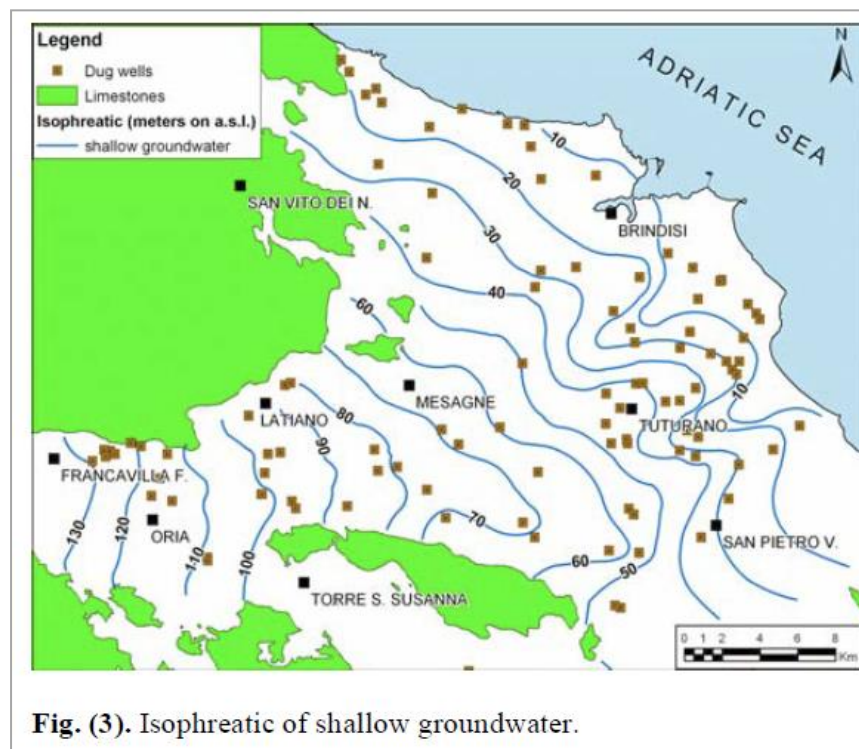 Legend
Dug wells
Limestones
Isophreatic (meters on a.s.l.)
shallow groundwater
N
ADRIATIC SEA
10
20
SAN VITO DEI N.
BRINDISI
30
40
60
MESAGNE
LATIANO
80
TUTURANO
10
90
FRANCAVILLA F.
130
120
ORIA
110
100
70
SAN PIETRO V.
60
50
TORRE S. SUSANNA
0 1 2 4 6 8
Km
Fig. (3). Isophreatic of shallow groundwater.